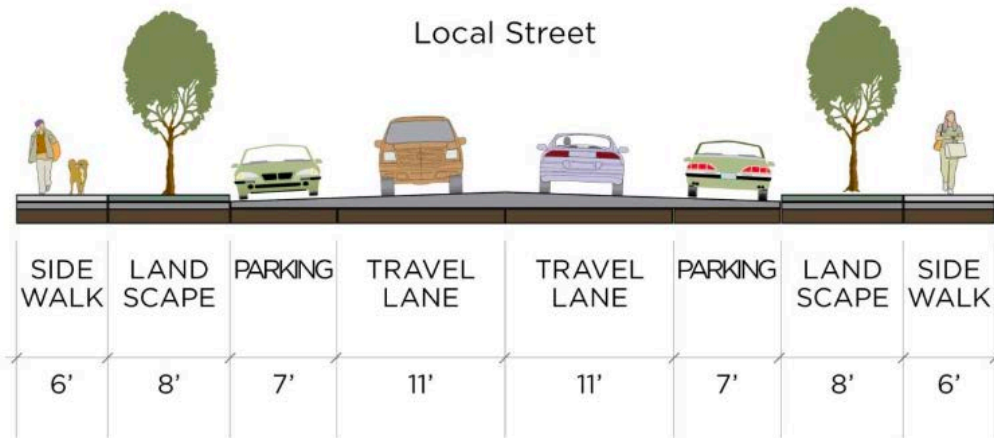 Local Street
SIDE WALK
LAND SCAPE
PARKING
TRAVEL LANE
TRAVEL LANE
PARKING
LAND SCAPE
SIDE WALK
6’ 8’ 7’ 11’ 11’ 7’ 8’ 6’